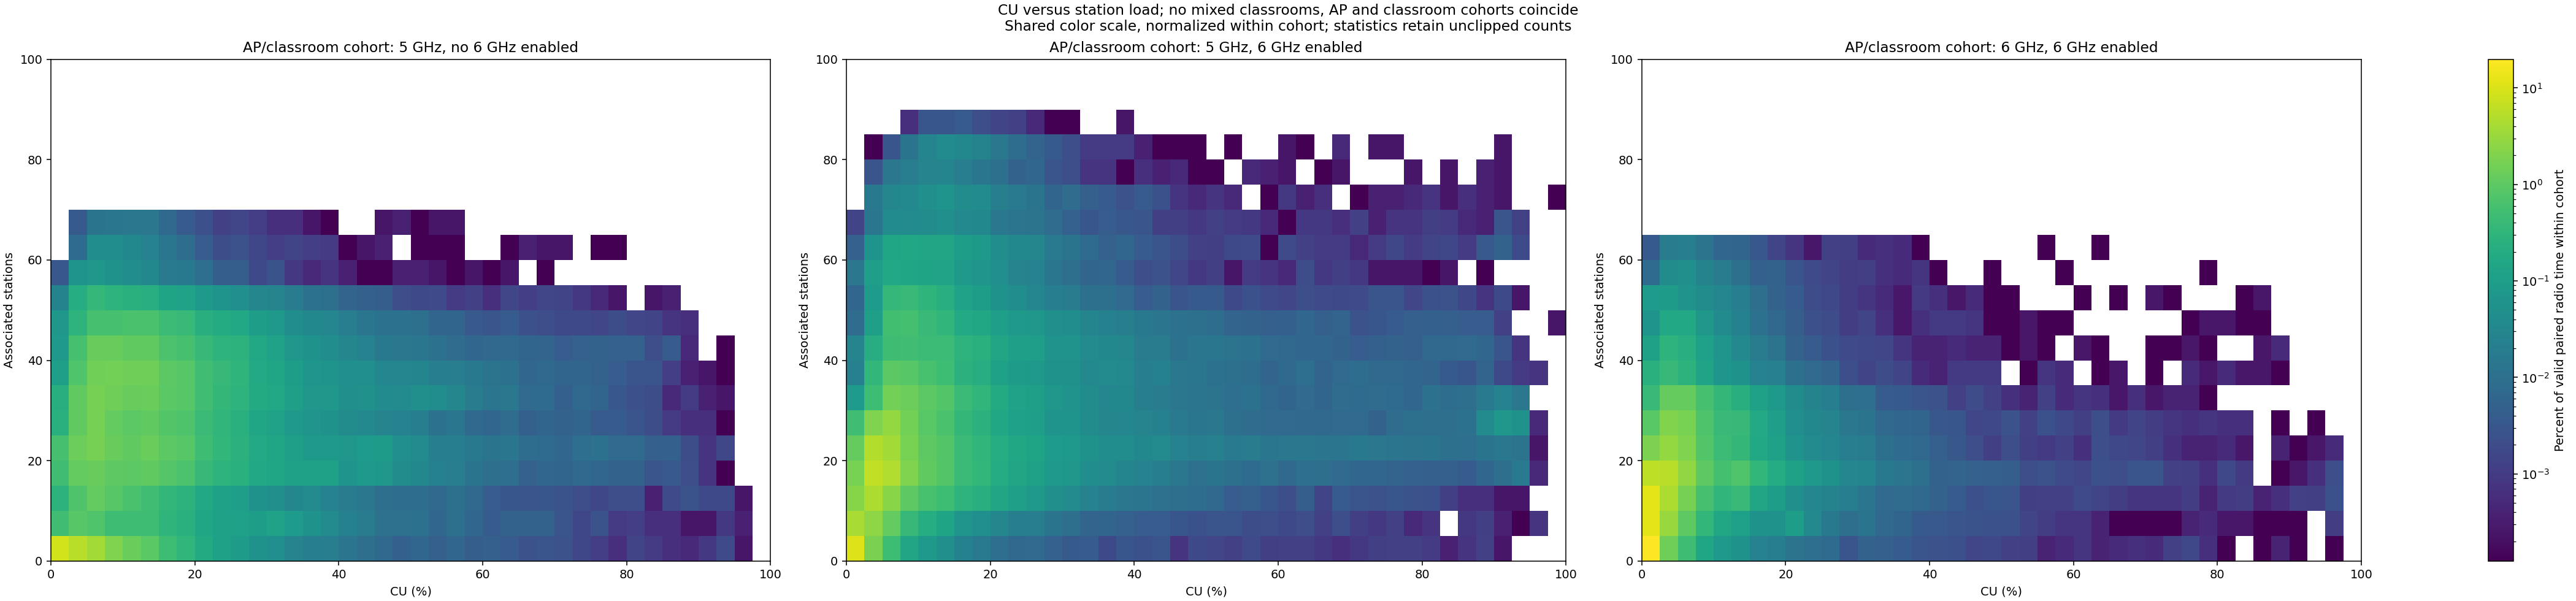 CU versus station load; no mixed classrooms, AP and classroom cohorts coincide
Shared color scale, normalized within cohort; statistics retain unclipped counts
AP/classroom cohort: 5 GHz, no 6 GHz enabled
100
80
60
40
20
0
Associated stations
0 20 40 60 80 100
CU (%)
AP/classroom cohort: 5 GHz, 6 GHz enabled
100
80
60
40
20
0
Associated stations
0 20 40 60 80 100
CU (%)
AP/classroom cohort: 6 GHz, 6 GHz enabled
100
80
60
40
20
0
Associated stations
0 20 40 60 80 100
CU (%)
10¹
10⁰
10⁻¹
10⁻²
10⁻³
Percent of valid paired radio time within cohort